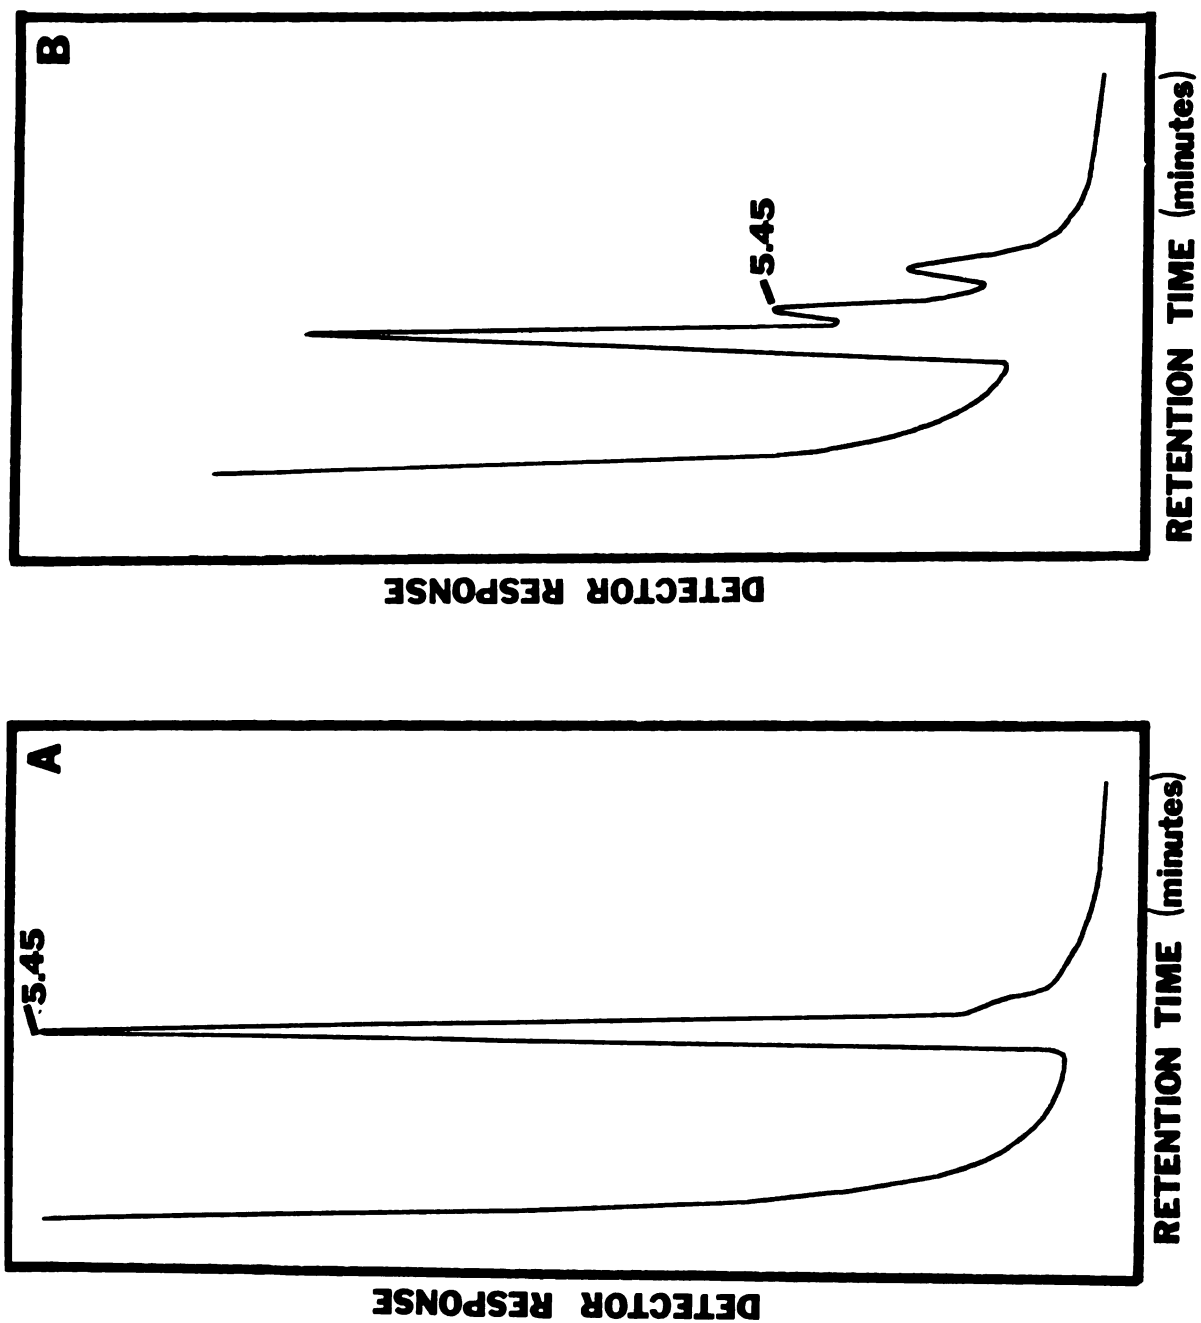 A
5.45
DETECTOR RESPONSE
RETENTION TIME (minutes)
B
5.45
DETECTOR RESPONSE
RETENTION TIME (minutes)